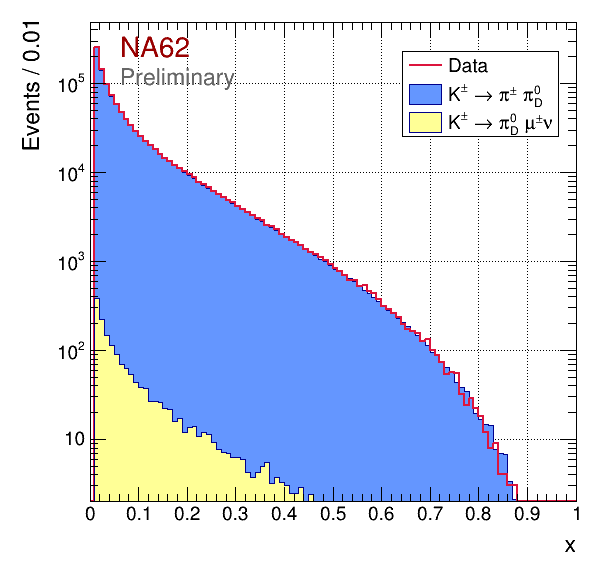 NA62
Preliminary
Events / 0.01
Data
K± → π± π⁰D
K± → π⁰D μ±ν
10⁵
10⁴
10³
10²
10
0 0.1 0.2 0.3 0.4 0.5 0.6 0.7 0.8 0.9 1
x